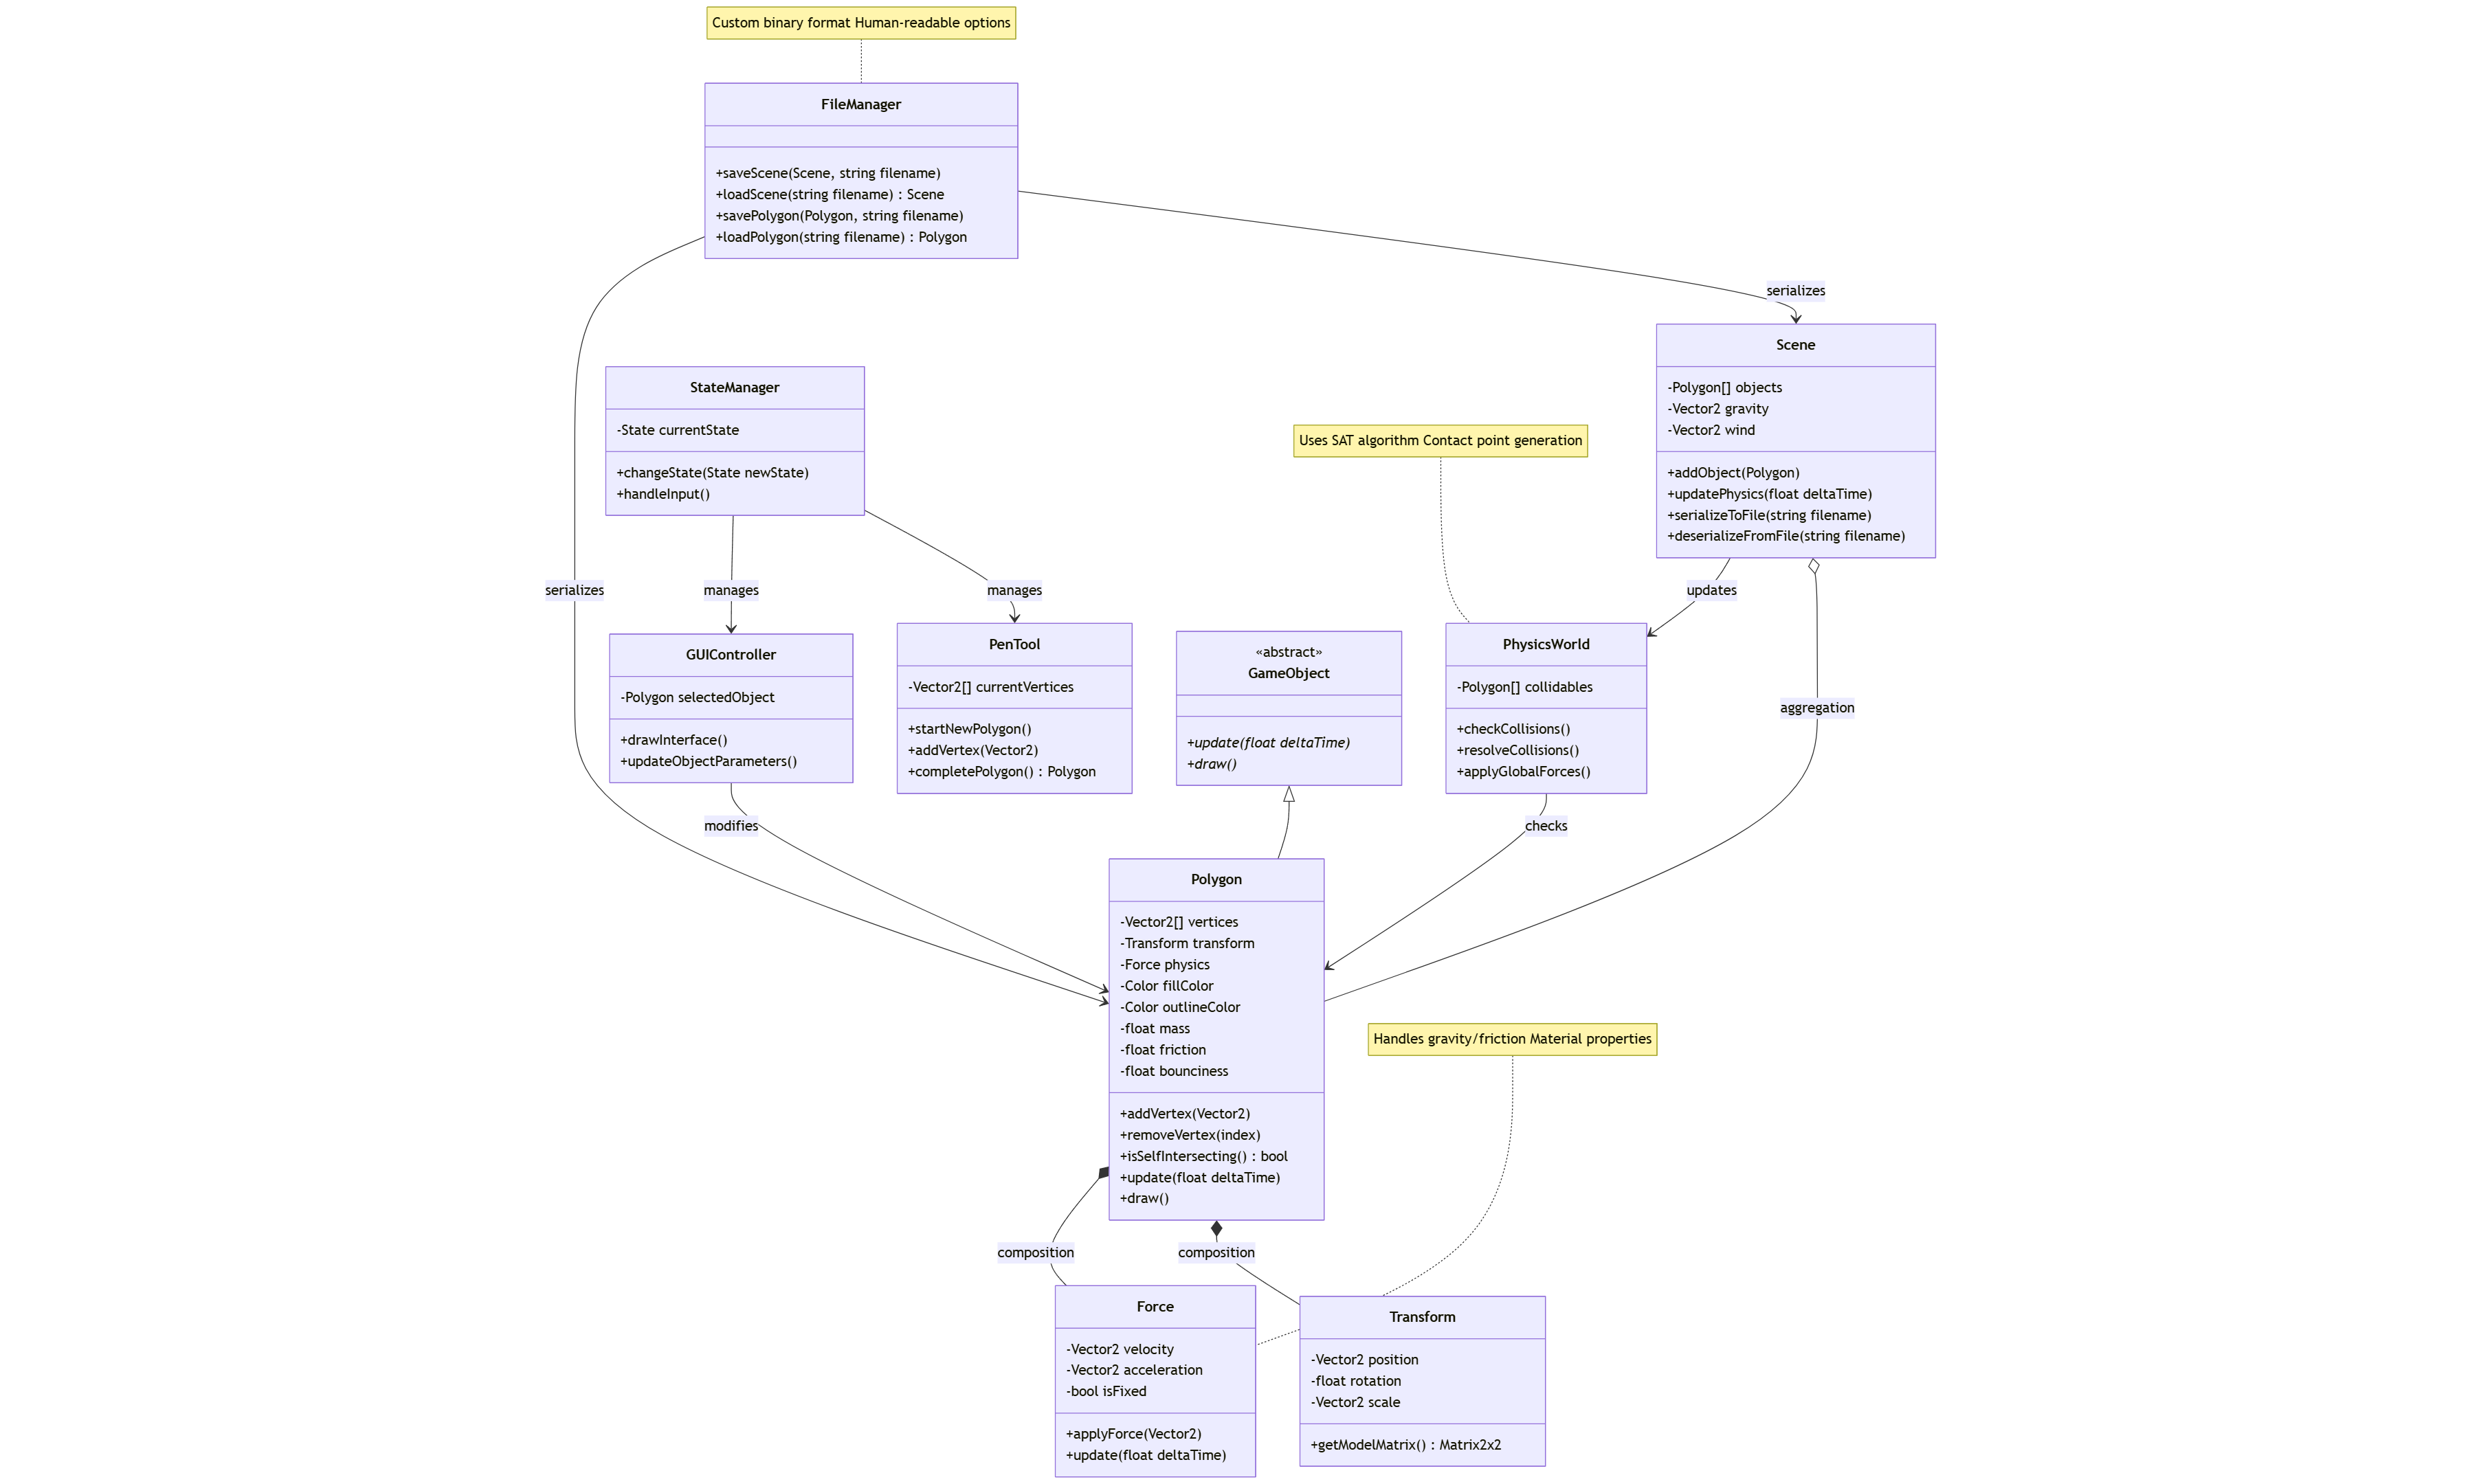 Custom binary format Human-readable options
FileManager
+saveScene(Scene, string filename)
+loadScene(string filename) : Scene
+savePolygon(Polygon, string filename)
+loadPolygon(string filename) : Polygon
serializes
Scene
-Polygon[] objects
-Vector2 gravity
-Vector2 wind
+addObject(Polygon)
+updatePhysics(float deltaTime)
+serializeToFile(string filename)
+deserializeFromFile(string filename)
StateManager
-State currentState
+changeState(State newState)
+handleInput()
Uses SAT algorithm Contact point generation
serializes
manages
manages
updates
GUIController
-Polygon selectedObject
+drawInterface()
+updateObjectParameters()
PenTool
-Vector2[] currentVertices
+startNewPolygon()
+addVertex(Vector2)
+completePolygon() : Polygon
«abstract»
GameObject
+update(float deltaTime)
+draw()
PhysicsWorld
-Polygon[] collidables
+checkCollisions()
+resolveCollisions()
+applyGlobalForces()
aggregation
modifies
checks
Polygon
-Vector2[] vertices
-Transform transform
-Force physics
-Color fillColor
-Color outlineColor
-float mass
-float friction
-float bounciness
+addVertex(Vector2)
+removeVertex(index)
+isSelfIntersecting() : bool
+update(float deltaTime)
+draw()
Handles gravity/friction Material properties
composition
composition
Force
-Vector2 velocity
-Vector2 acceleration
-bool isFixed
+applyForce(Vector2)
+update(float deltaTime)
Transform
-Vector2 position
-float rotation
-Vector2 scale
+getModelMatrix() : Matrix2x2